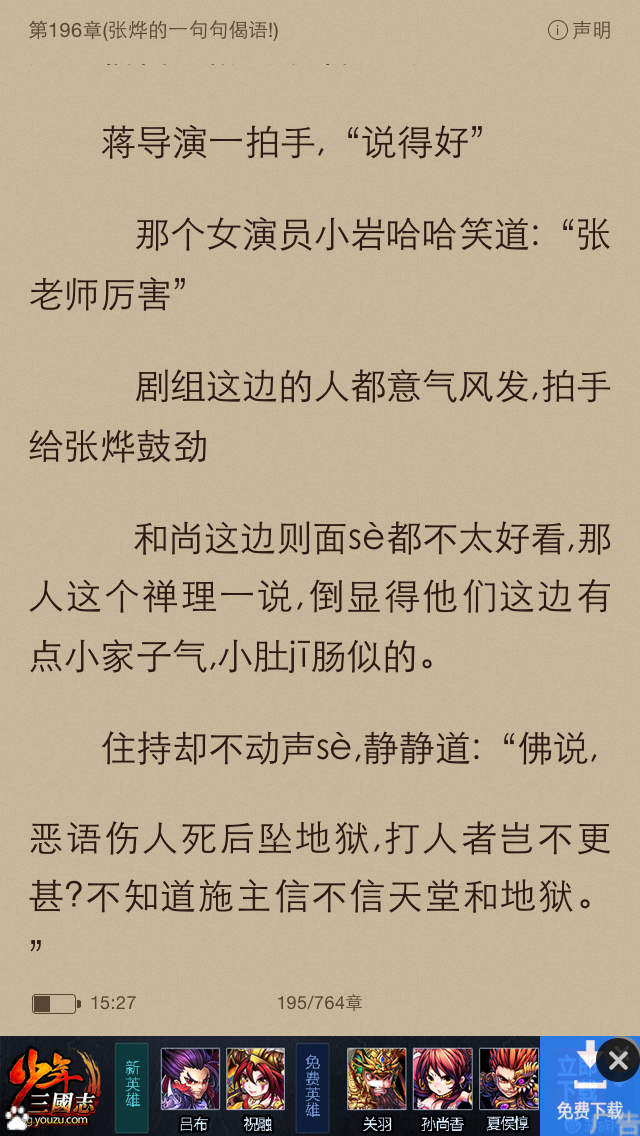 第196章(张烨的一句句偈语!)
声明
蒋导演一拍手,“说得好”
那个女演员小岩哈哈笑道:“张
老师厉害”
剧组这边的人都意气风发,拍手
给张烨鼓劲
和尚这边则面sè都不太好看,那
人这个禅理一说,倒显得他们这边有
点小家子气,小肚jī肠似的。
住持却不动声sè,静静道:“佛说,
恶语伤人死后坠地狱,打人者岂不更
甚?不知道施主信不信天堂和地狱。
”
15:27
195/764章
少年
三國志
g.youzu.com
新英雄
吕布
祝融
免费英雄
关羽
孙尚香
夏侯惇
免费下载
广告